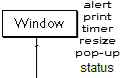 Window
alert
print
timer
resize
pop-up
status